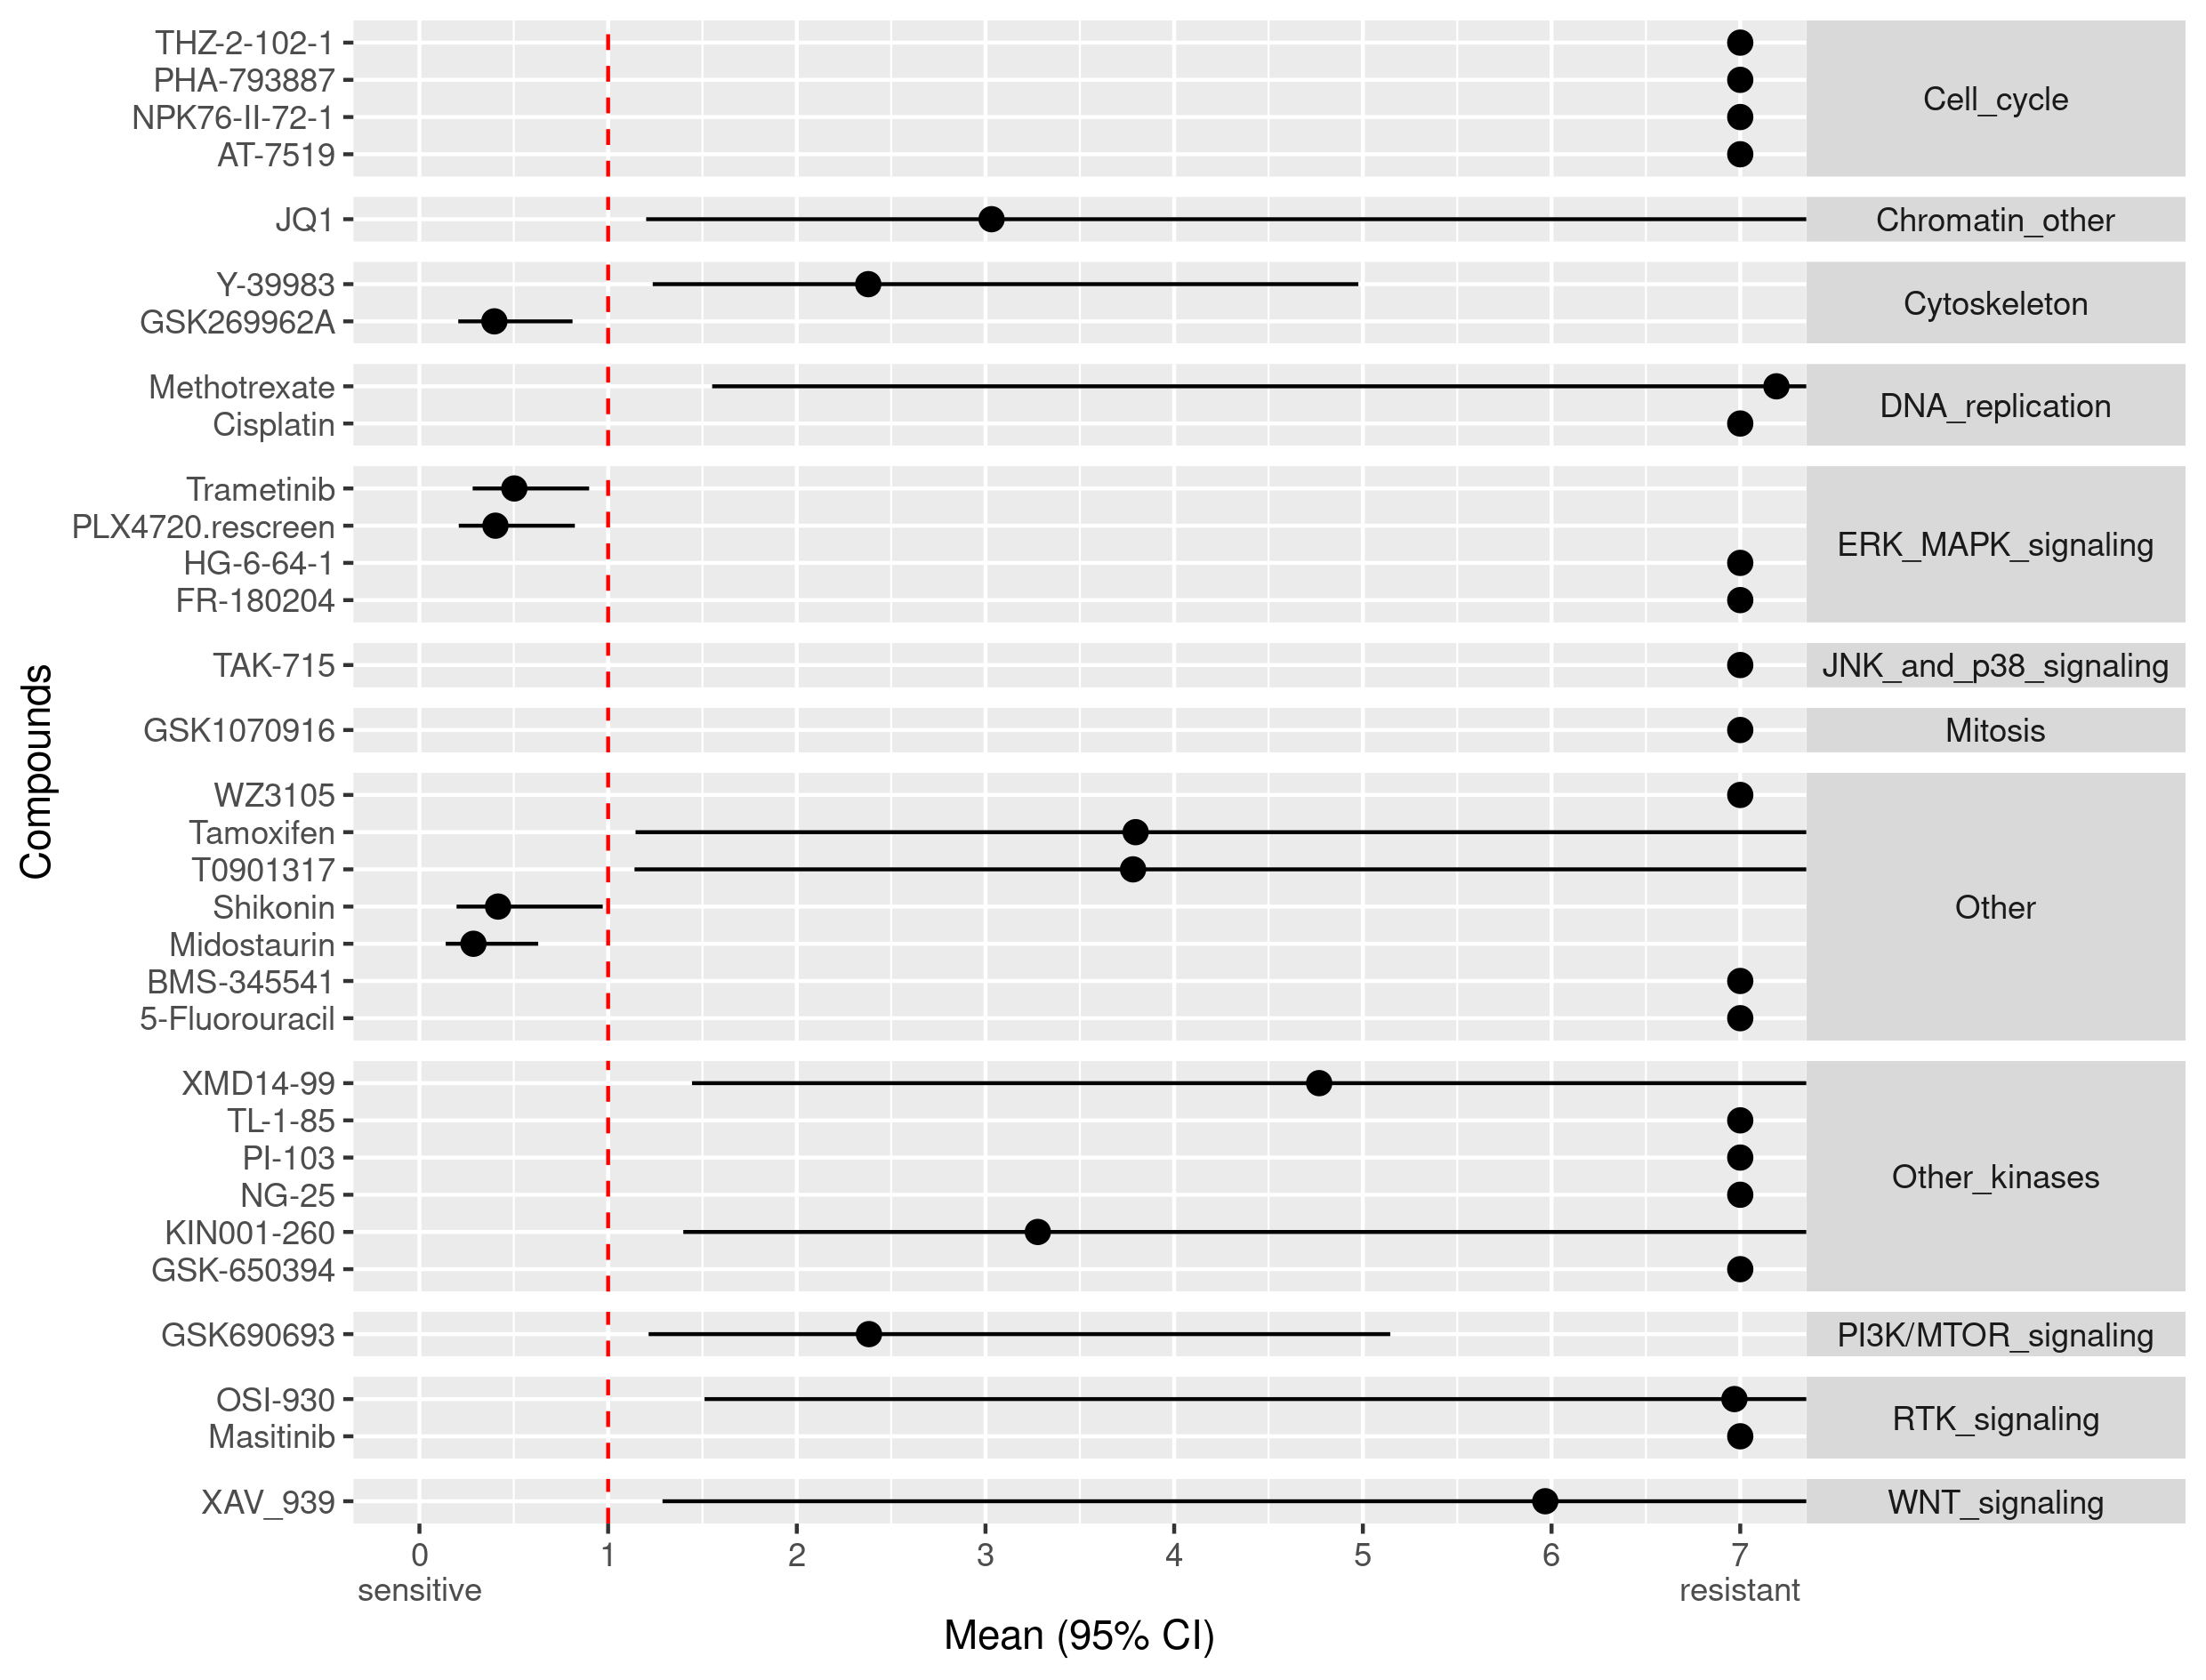 THZ-2-102-1
PHA-793887
NPK76-II-72-1
AT-7519
Cell_cycle
JQ1
Chromatin_other
Y-39983
GSK269962A
Cytoskeleton
Methotrexate
Cisplatin
DNA_replication
Trametinib
PLX4720.rescreen
HG-6-64-1
FR-180204
ERK_MAPK_signaling
TAK-715
JNK_and_p38_signaling
GSK1070916
Mitosis
WZ3105
Tamoxifen
T0901317
Shikonin
Midostaurin
BMS-345541
5-Fluorouracil
Other
XMD14-99
TL-1-85
PI-103
NG-25
KIN001-260
GSK-650394
Other_kinases
GSK690693
PI3K/MTOR_signaling
OSI-930
Masitinib
RTK_signaling
XAV_939
WNT_signaling
Compounds
0 1 2 3 4 5 6 7
sensitive resistant
Mean (95% CI)